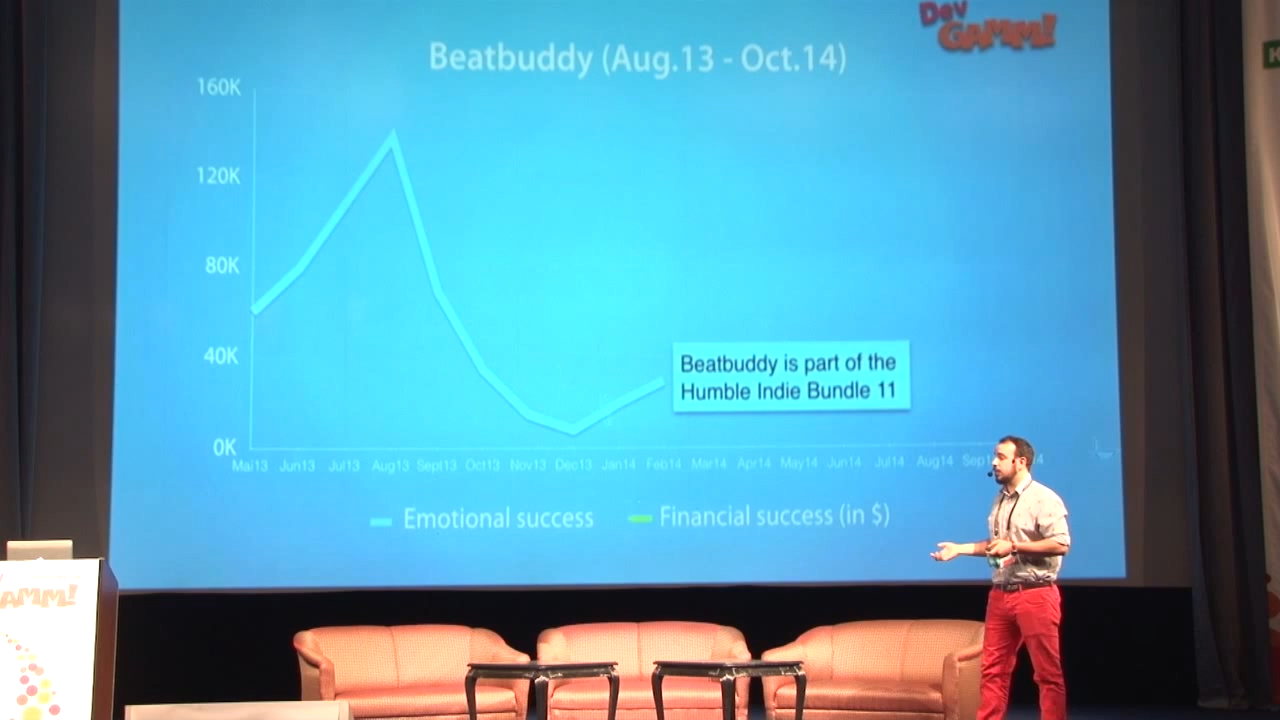 Dev
GAMM!
Beatbuddy (Aug.13 - Oct.14)
160K
120K
80K
40K
0K
Beatbuddy is part of the
Humble Indie Bundle 11
Mai13 Jun13 Jul13 Aug13 Sept13 Oct13 Nov13 Dec13 Jan14 Feb14 Mar14 Apr14 May14 Jun14 Jul14 Aug14
Emotional success Financial success (in $)
AMM!